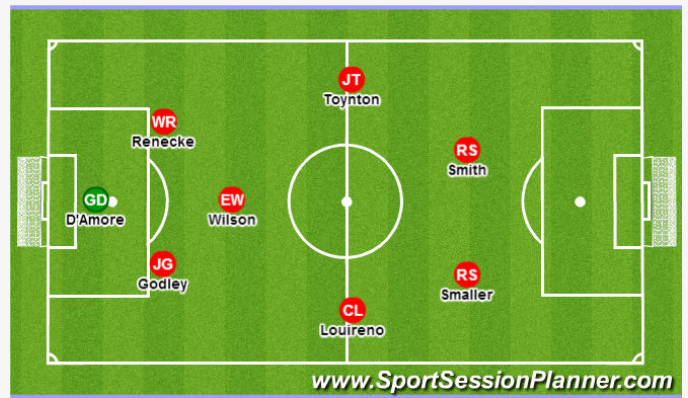 JT
Toynton
WR
Renecke
RS
Smith
GD
D'Amore
EW
Wilson
JG
Godley
RS
Smaller
CL
Louireno
www.SportSessionPlanner.com